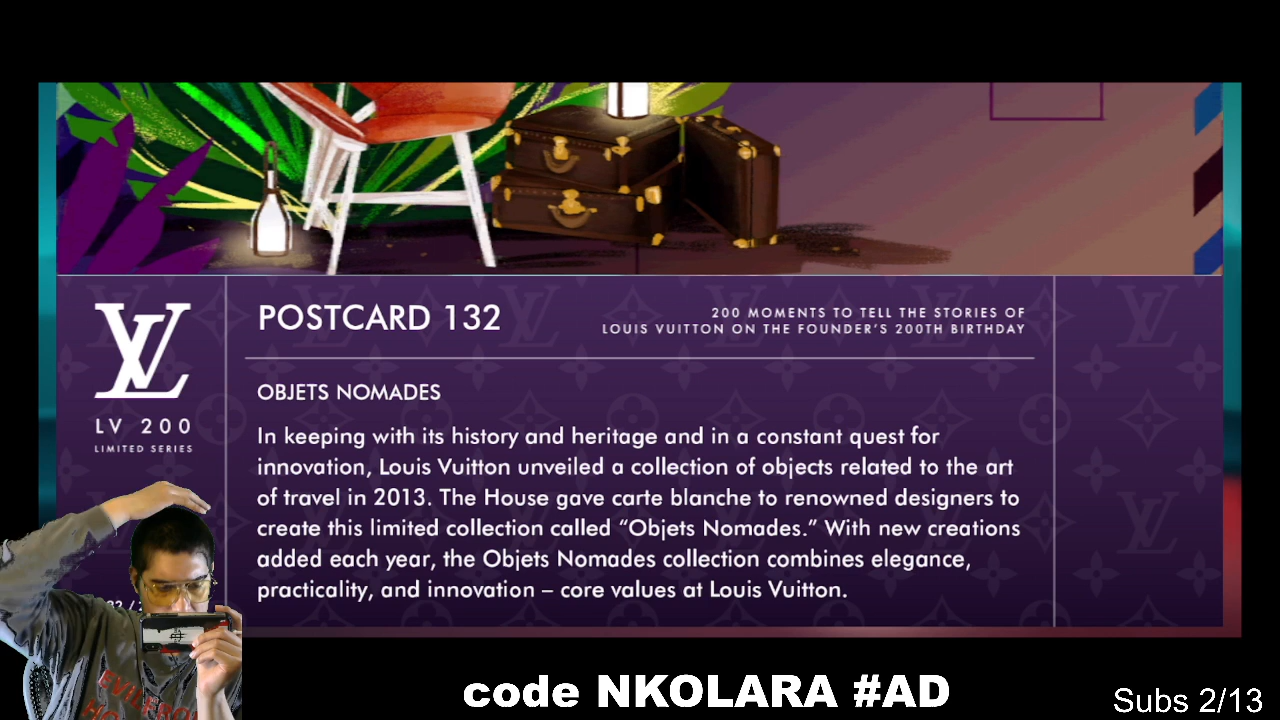 POSTCARD 132
200 MOMENTS TO TELL THE STORIES OF
LOUIS VUITTON ON THE FOUNDER'S 200TH BIRTHDAY
LV
LV 200
LIMITED SERIES
OBJETS NOMADES
In keeping with its history and heritage and in a constant quest for
innovation, Louis Vuitton unveiled a collection of objects related to the art
of travel in 2013. The House gave carte blanche to renowned designers to
create this limited collection called “Objets Nomades.” With new creations
added each year, the Objets Nomades collection combines elegance,
practicality, and innovation – core values at Louis Vuitton.
code NKOLARA #AD
Subs 2/13